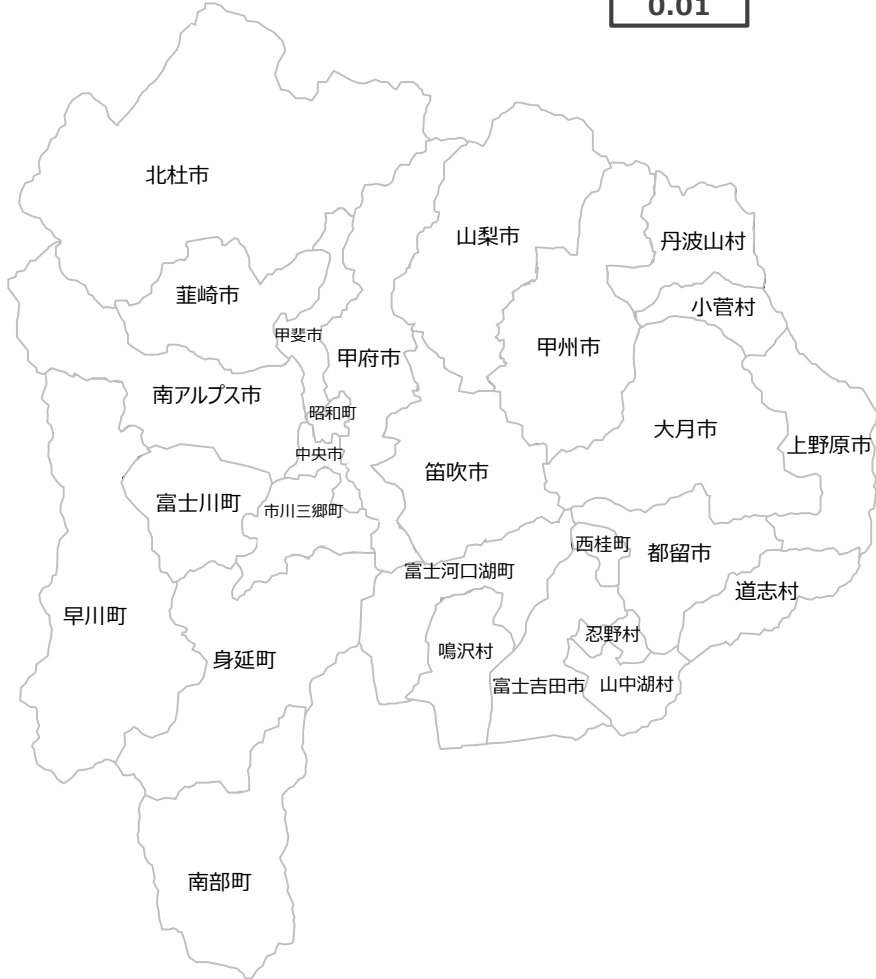 0.01
北杜市
山梨市
丹波山村
韮崎市
小菅村
甲斐市
甲府市
甲州市
南アルプス市
昭和町
大月市
上野原市
中央市
笛吹市
富士川町
市川三郷町
西桂町
都留市
富士河口湖町
道志村
早川町
忍野村
鳴沢村
身延町
富士吉田市
山中湖村
南部町